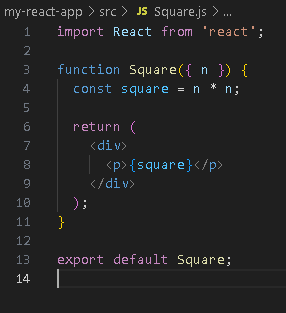 my-react-app > src > JS Square.js > ...
1 import React from 'react';
2
3 function Square({ n }) {
4   const square = n * n;
5
6   return (
7     <div>
8       <p>{square}</p>
9     </div>
10   );
11 }
12
13 export default Square;
14